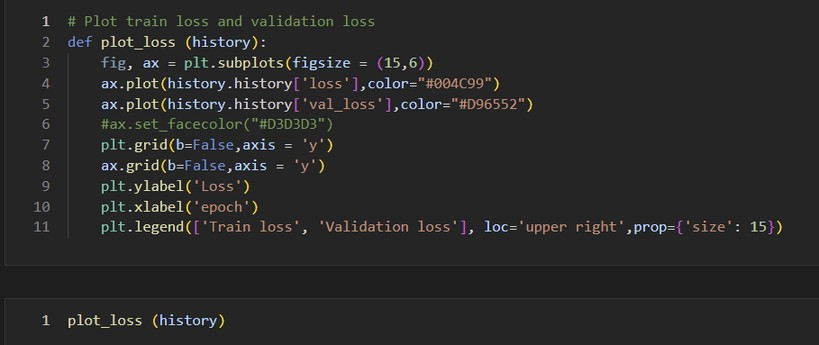 1 # Plot train loss and validation loss
2 def plot_loss (history):
3     fig, ax = plt.subplots(figsize = (15,6))
4     ax.plot(history.history['loss'],color="#004C99")
5     ax.plot(history.history['val_loss'],color="#D96552")
6     #ax.set_facecolor("#D3D3D3")
7     plt.grid(b=False,axis = 'y')
8     ax.grid(b=False,axis = 'y')
9     plt.ylabel('Loss')
10     plt.xlabel('epoch')
11     plt.legend(['Train loss', 'Validation loss'], loc='upper right',prop={'size': 15})
1 plot_loss (history)